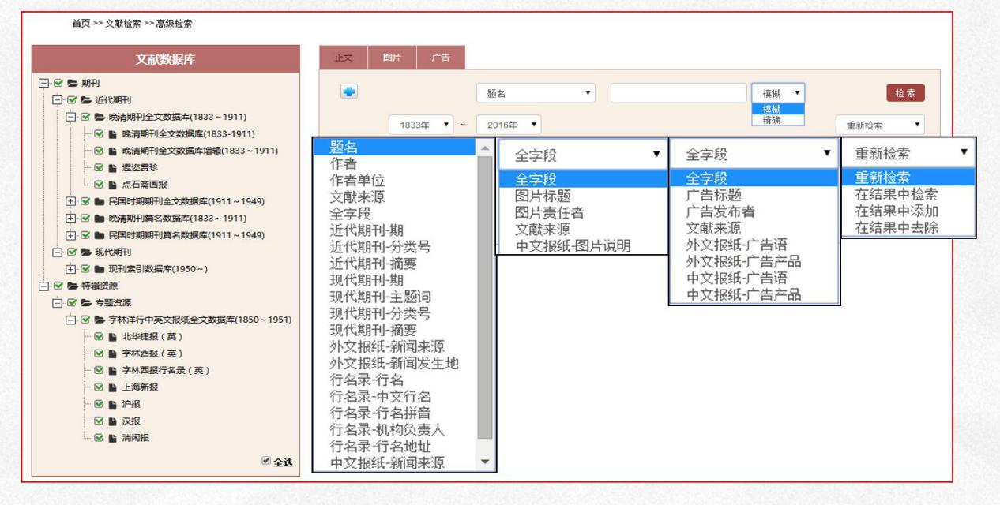 首页 >> 文献检索 >> 高级检索
文献数据库
期刊
近代期刊
晚清期刊全文数据库(1833～1911)
晚清期刊全文数据库(1833-1911)
晚清期刊全文数据库增辑(1833～1911)
遐迩贯珍
点石斋画报
民国时期期刊全文数据库(1911～1949)
晚清期刊篇名数据库(1833～1911)
民国时期期刊篇名数据库(1911～1949)
现代期刊
现刊索引数据库(1950～)
特辑资源
专题资源
字林洋行中英文报纸全文数据库(1850～1951)
北华捷报（英）
字林西报（英）
字林西报行名录（英）
上海新报
沪报
汉报
消闲报
全选
正文 图片 广告
题名 模糊 检索
模糊
精确
1833年 ~ 2016年 重新检索
题名
作者
作者单位
文献来源
全字段
近代期刊-期
近代期刊-分类号
近代期刊-摘要
现代期刊-期
现代期刊-主题词
现代期刊-分类号
现代期刊-摘要
外文报纸-新闻来源
外文报纸-新闻发生地
行名录-行名
行名录-中文行名
行名录-行名拼音
行名录-机构负责人
行名录-行名地址
中文报纸-新闻来源
全字段
全字段
图片标题
图片责任者
文献来源
中文报纸-图片说明
全字段
全字段
广告标题
广告发布者
文献来源
外文报纸-广告语
外文报纸-广告产品
中文报纸-广告语
中文报纸-广告产品
重新检索
重新检索
在结果中检索
在结果中添加
在结果中去除